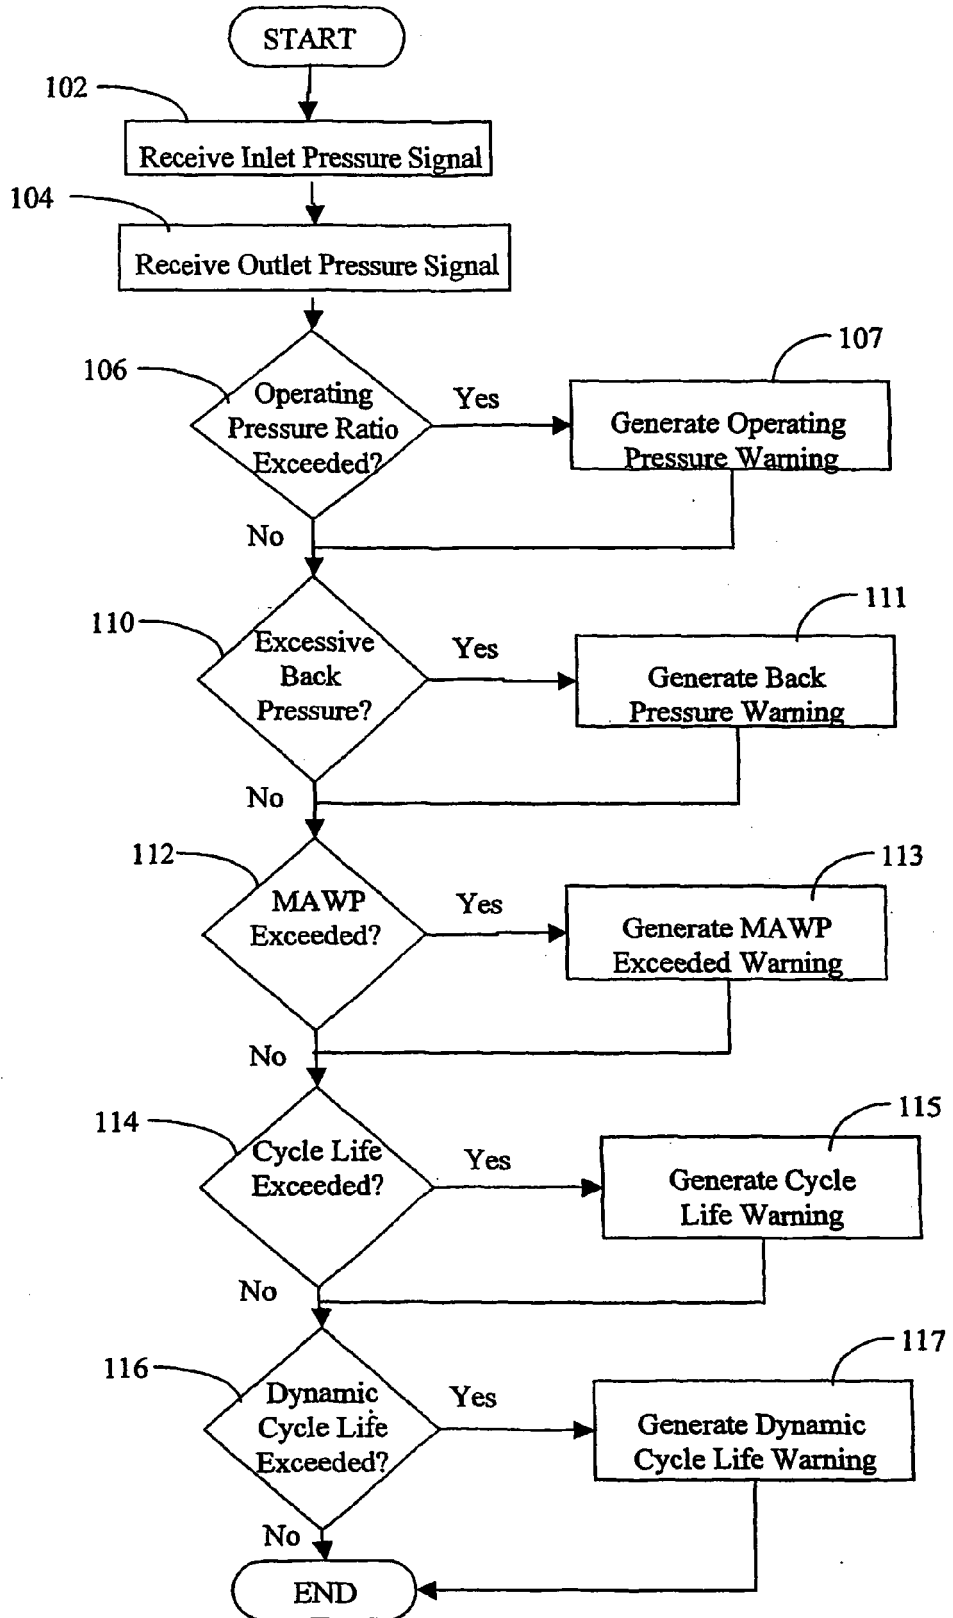 START
102
Receive Inlet Pressure Signal
104
Receive Outlet Pressure Signal
106
Operating
Pressure Ratio
Exceeded?
Yes
107
Generate Operating
Pressure Warning
No
110
Excessive
Back
Pressure?
Yes
111
Generate Back
Pressure Warning
No
112
MAWP
Exceeded?
Yes
113
Generate MAWP
Exceeded Warning
No
114
Cycle Life
Exceeded?
Yes
115
Generate Cycle
Life Warning
No
116
Dynamic
Cycle Life
Exceeded?
Yes
117
Generate Dynamic
Cycle Life Warning
No
END